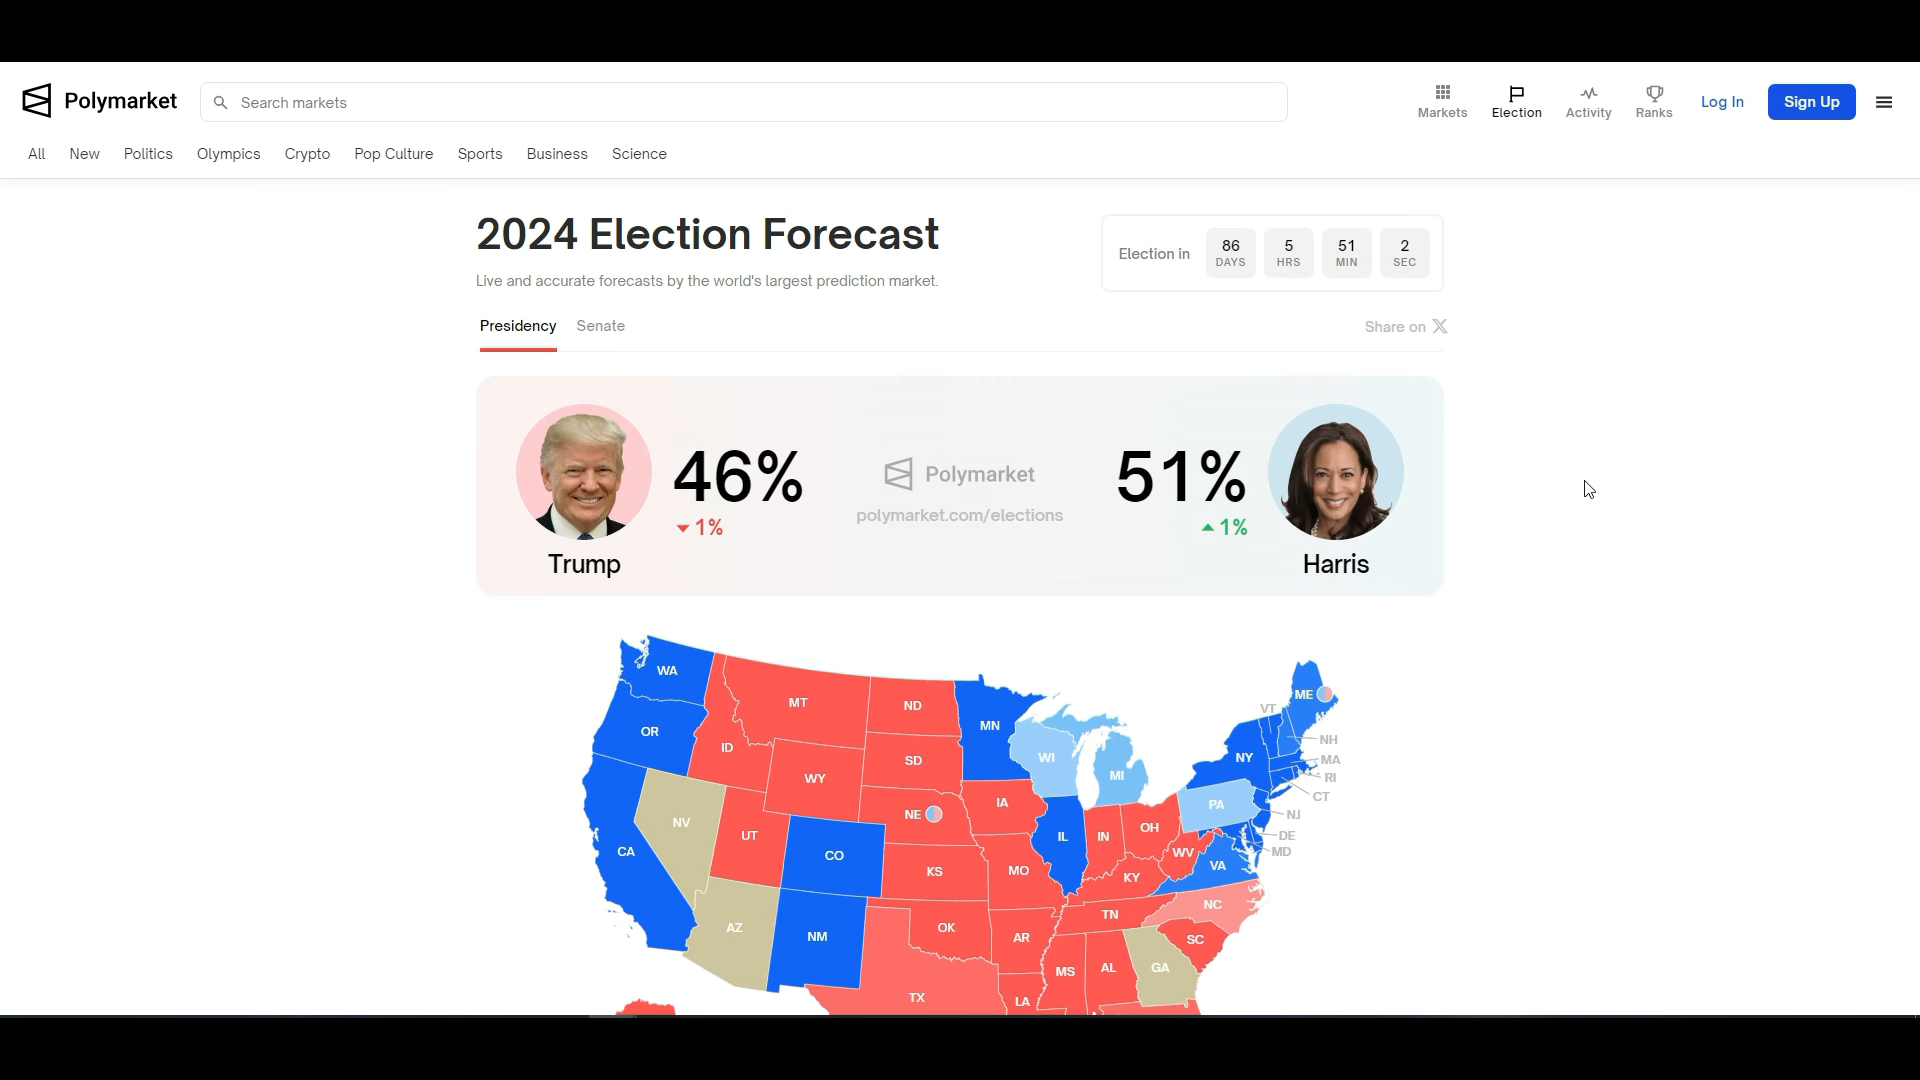 Polymarket
Search markets
Markets
Election
Activity
Ranks
Log In
Sign Up
All New Politics Olympics Crypto Pop Culture Sports Business Science
2024 Election Forecast
Live and accurate forecasts by the world's largest prediction market.
Election in
86 DAYS
5 HRS
51 MIN
2 SEC
Presidency Senate
Share on X
46%
1%
Trump
Polymarket
polymarket.com/elections
51%
1%
Harris
WA
MT
ND
MN
ME
VT
OR
ID
SD
WI
MI
NY
NH
MA
RI
CT
WY
NE
IA
PA
NJ
NV
UT
CO
IL
IN
OH
DE
MD
CA
KS
MO
WV
VA
KY
AZ
NM
OK
AR
TN
NC
SC
MS
AL
GA
TX
LA